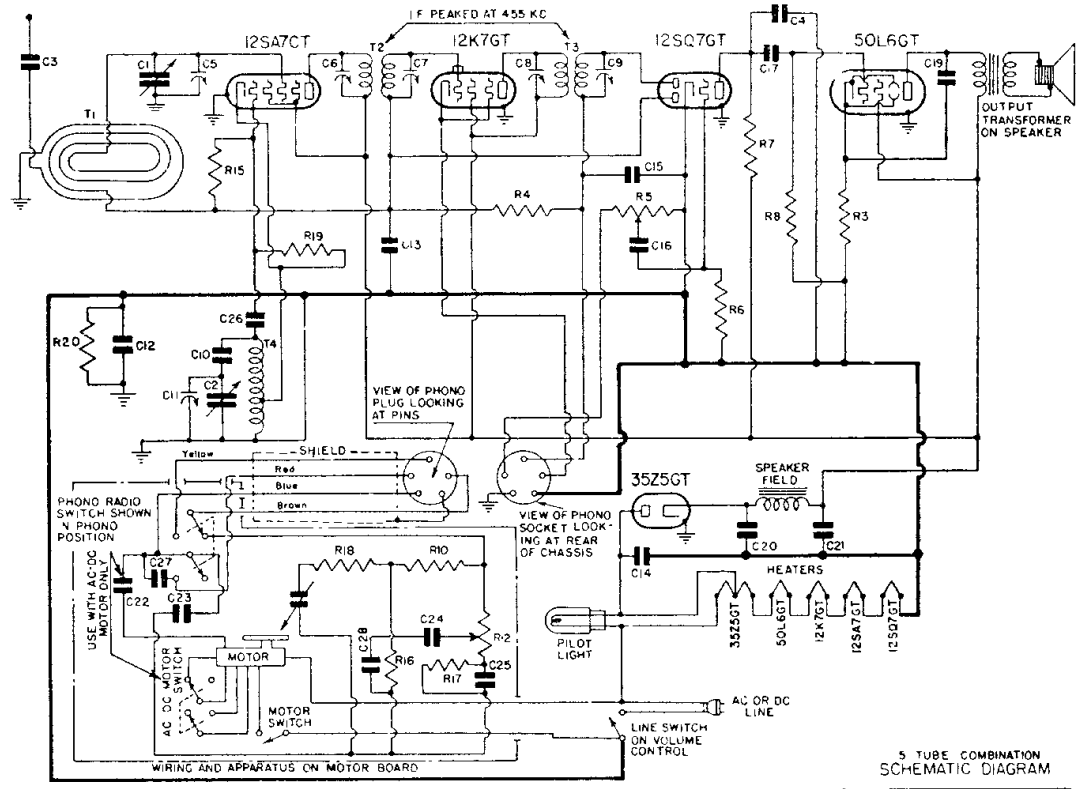 I F PEAKED AT 455 KC
C4
12SA7CT
T2
12K7GT
T3
12SQ7GT
50L6GT
C3
C1
C5
C6
C7
C8
C9
C17
C19
OUTPUT
TRANSFORMER
ON SPEAKER
T1
R15
R7
C15
R4
R5
R8
R3
R19
C13
C16
R6
C26
R20
C12
C10
T4
C2
C11
VIEW OF PHONO
PLUG LOOKING
AT PINS
Yellow
SHIELD
Red
Blue
Brown
35Z5GT
SPEAKER
FIELD
PHONO RADIO
SWITCH SHOWN
N PHONO
POSITION
VIEW OF PHONO
SOCKET LOOK-
ING AT REAR
OF CHASSIS
C20
C21
C14
HEATERS
R18
R10
USE WITH AC-DC
MOTOR ONLY
C27
C22
C23
35Z5GT
50L6GT
12K7GT
12SA7GT
12SQ7GT
C24
R12
PILOT
LIGHT
C28
R16
R17
C25
MOTOR
AC DC MOTOR
SWITCH
MOTOR
SWITCH
AC OR DC
LINE
LINE SWITCH
ON VOLUME
CONTROL
WIRING AND APPARATUS ON MOTOR BOARD
5 TUBE COMBINATION
SCHEMATIC DIAGRAM